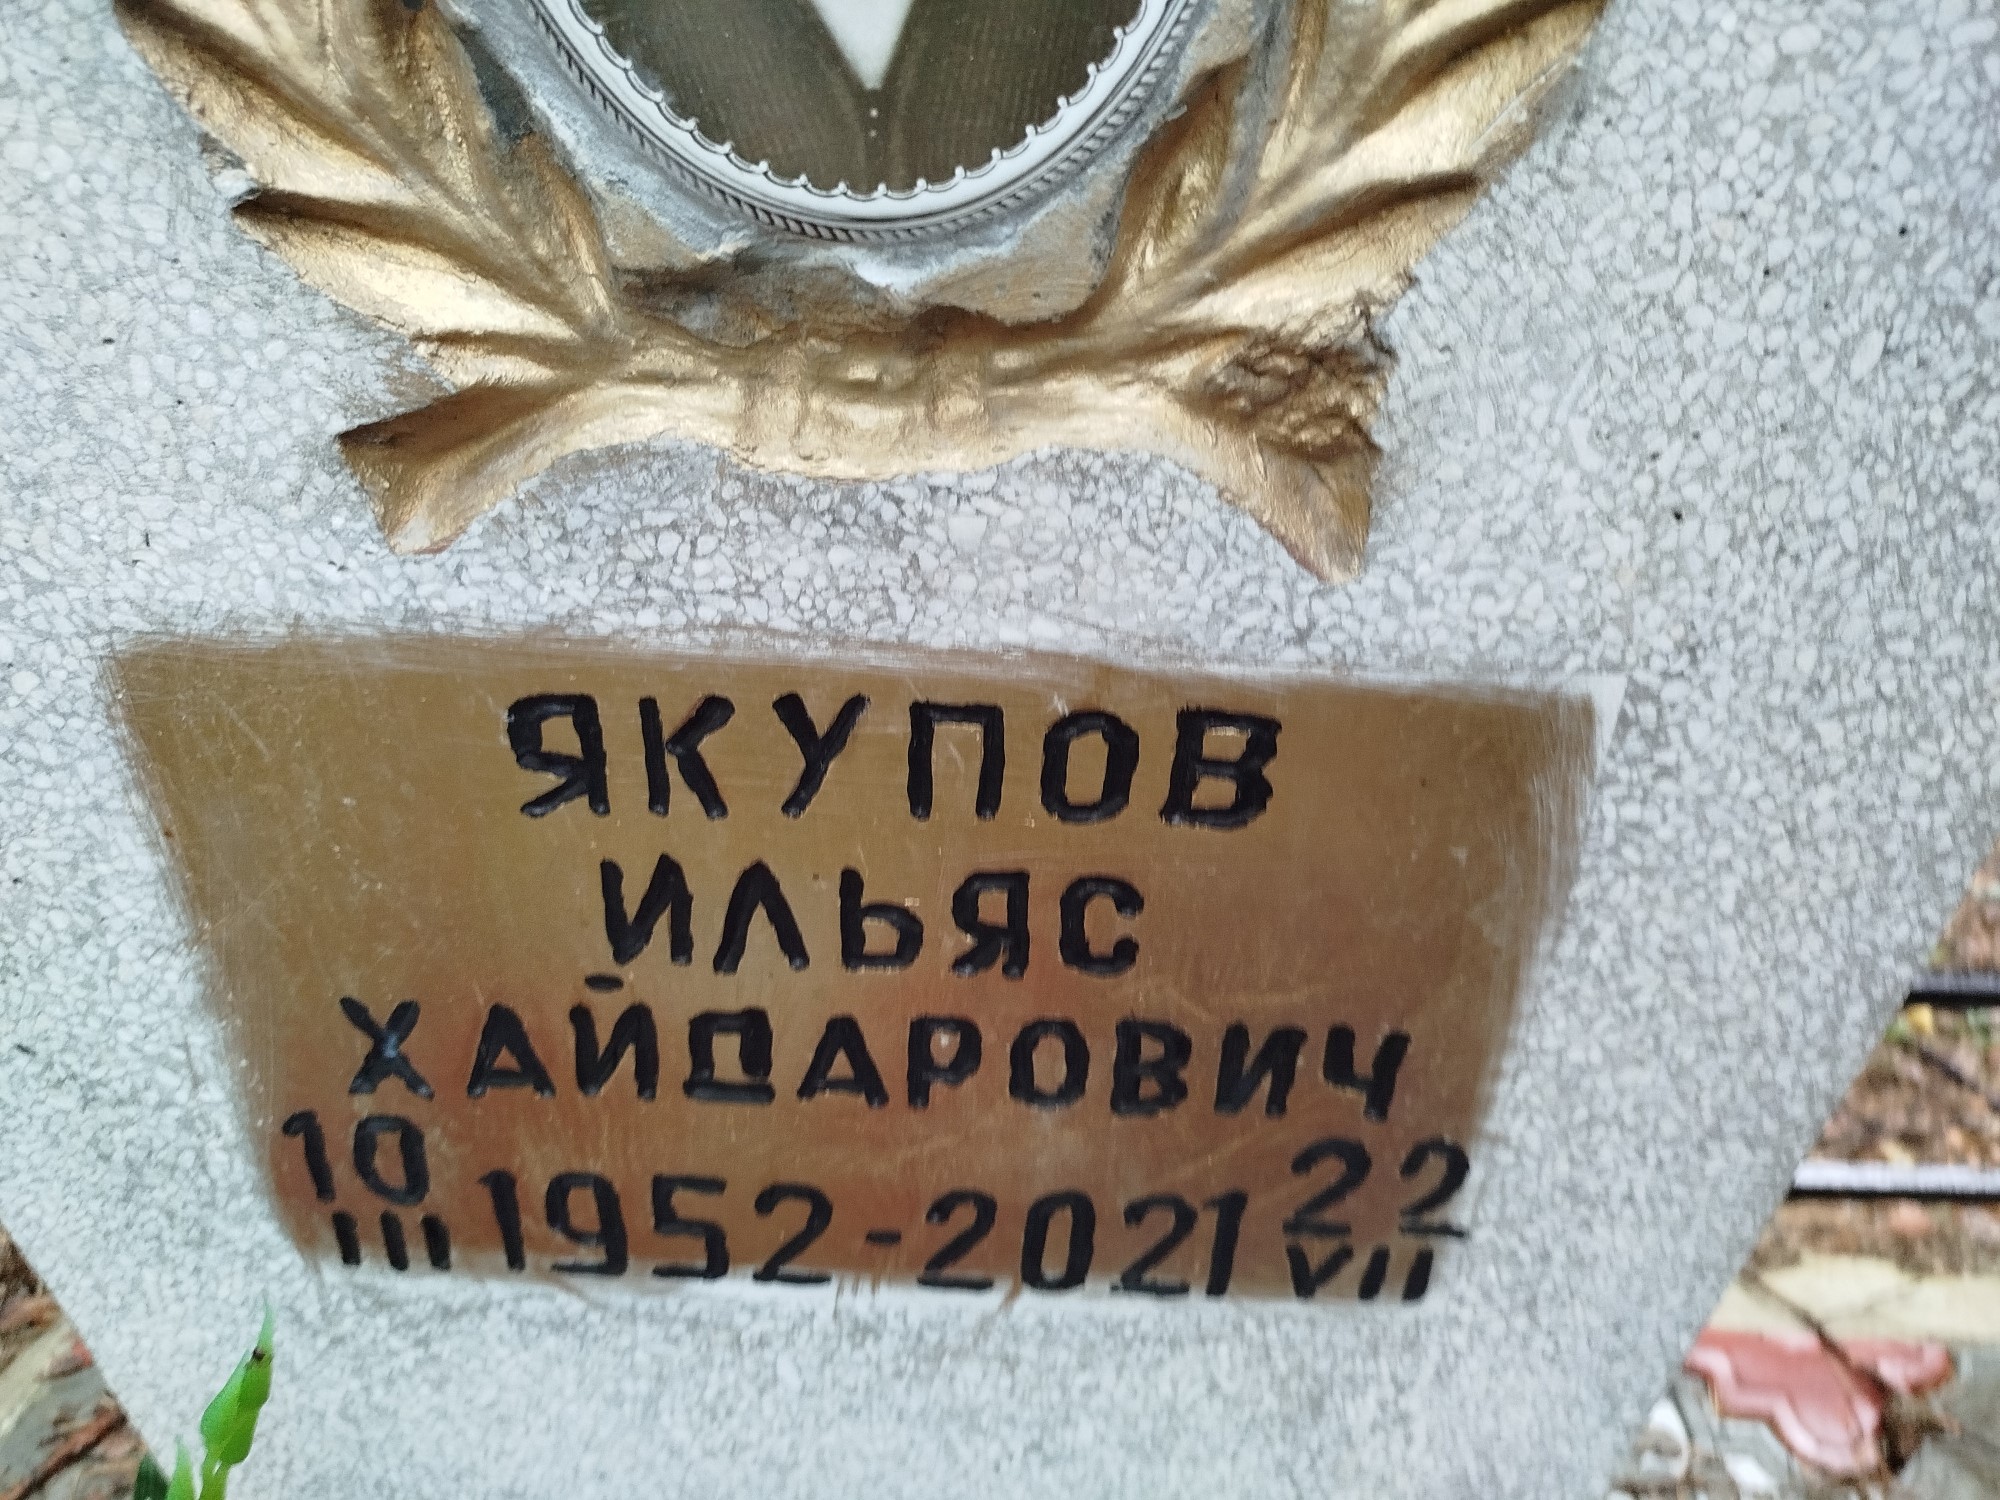 ЯКУПОВ
ИЛЬЯС
ХАЙДАРОВИЧ
10 III 1952-2021 22 VII